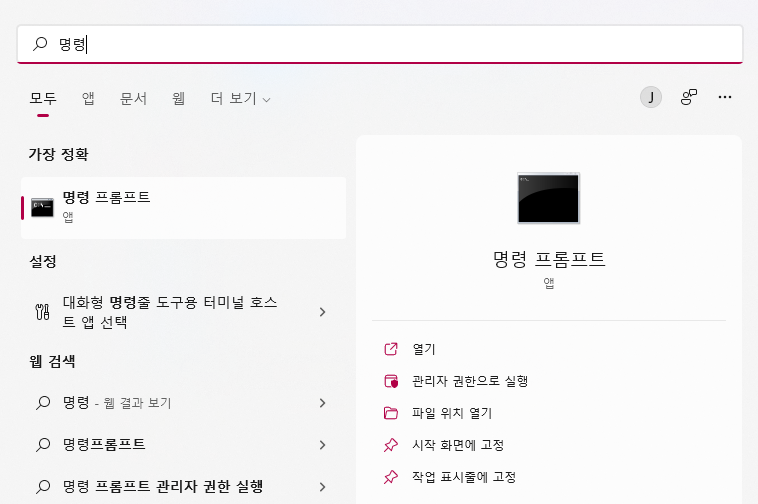 명령
모두 앱 문서 웹 더 보기
J
가장 정확
명령 프롬프트
앱
설정
대화형 명령줄 도구용 터미널 호스
트 앱 선택
웹 검색
명령 - 웹 결과 보기
명령프롬프트
명령 프롬프트 관리자 권한 실행
명령 프롬프트
앱
열기
관리자 권한으로 실행
파일 위치 열기
시작 화면에 고정
작업 표시줄에 고정